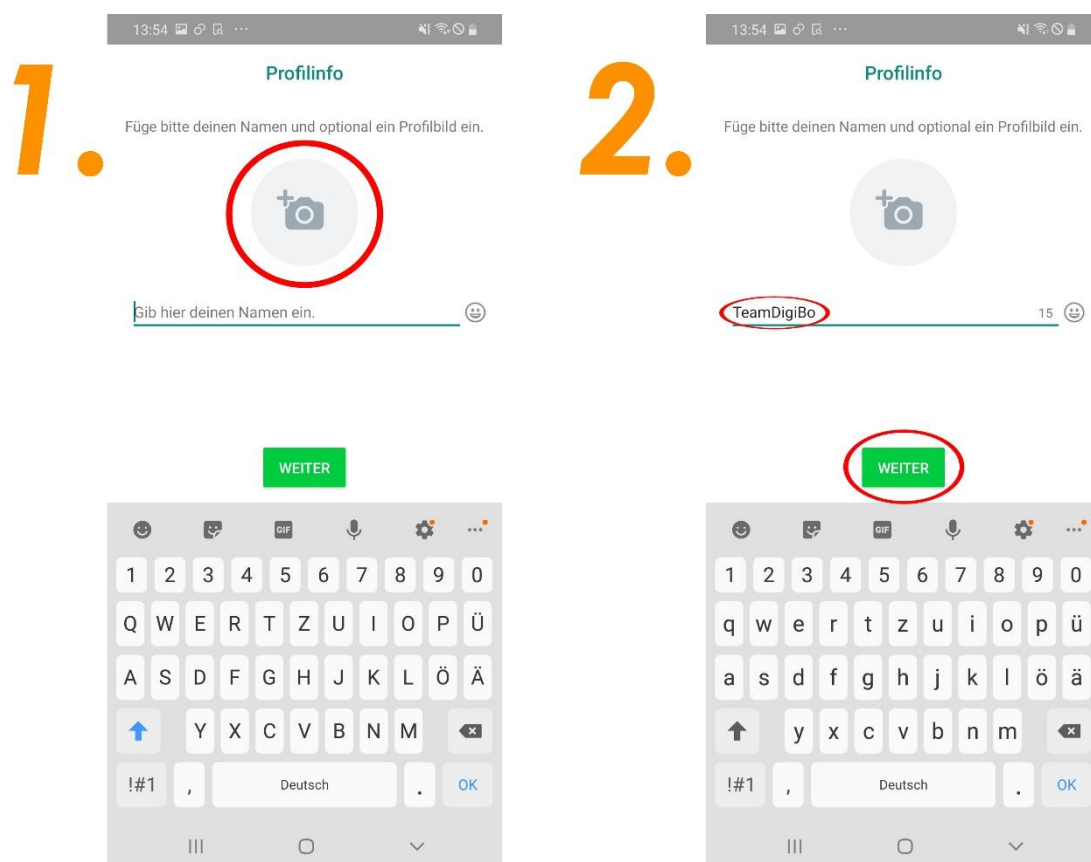 1.
13:54
Profilinfo
Füge bitte deinen Namen und optional ein Profilbild ein.
Gib hier deinen Namen ein.
WEITER
GIF
1 2 3 4 5 6 7 8 9 0
Q W E R T Z U I O P Ü
A S D F G H J K L Ö Ä
Y X C V B N M
!#1 , Deutsch . OK
2.
13:54
Profilinfo
Füge bitte deinen Namen und optional ein Profilbild ein.
TeamDigiBo 15
WEITER
GIF
1 2 3 4 5 6 7 8 9 0
q w e r t z u i o p ü
a s d f g h j k l ö ä
y x c v b n m
!#1 , Deutsch . OK